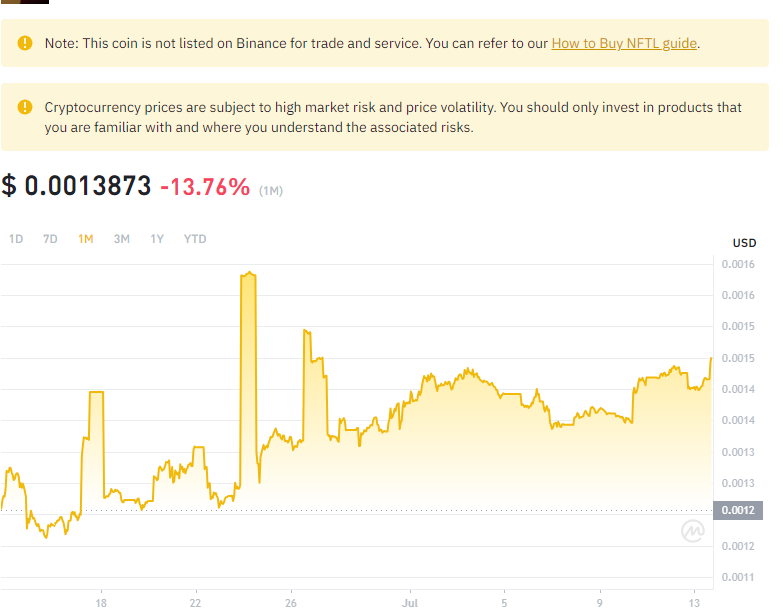 Note: This coin is not listed on Binance for trade and service. You can refer to our How to Buy NFTL guide.
Cryptocurrency prices are subject to high market risk and price volatility. You should only invest in products that
you are familiar with and where you understand the associated risks.
$ 0.0013873 -13.76% (1M)
1D 7D 1M 3M 1Y YTD
USD
0.0016
0.0016
0.0015
0.0015
0.0014
0.0014
0.0013
0.0013
0.0012
0.0012
0.0011
18 22 26 Jul 5 9 13